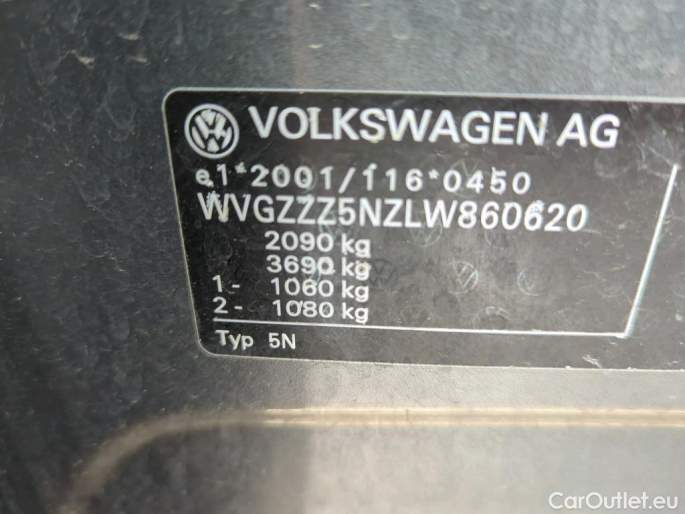 VOLKSWAGEN AG
e1*2001/116*0450
WVGZZZ5NZLW860620
2090 kg
3690 kg
1- 1060 kg
2- 1080 kg
Typ 5N
CarOutlet.eu